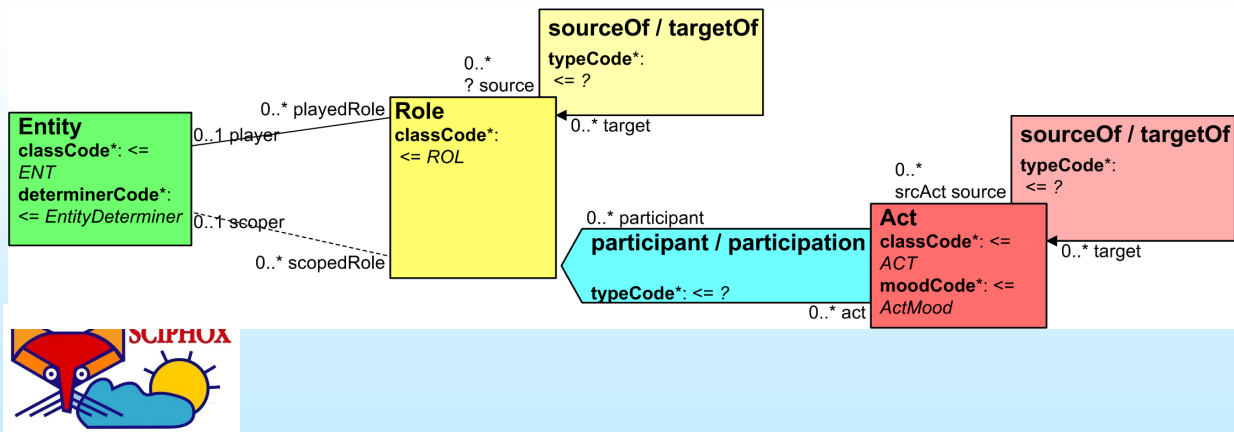 sourceOf / targetOf
typeCode*:
<= ?
0..*
? source
0..* target
0..* playedRole
Role
classCode*:
<= ROL
Entity
classCode*: <=
ENT
determinerCode*:
<= EntityDeterminer
0..1 player
0..1 scoper
0..* scopedRole
sourceOf / targetOf
typeCode*:
<= ?
0..*
srcAct source
0..* target
0..* participant
participant / participation
typeCode*: <= ?
0..* act
Act
classCode*: <=
ACT
moodCode*: <=
ActMood
SCIPHOX